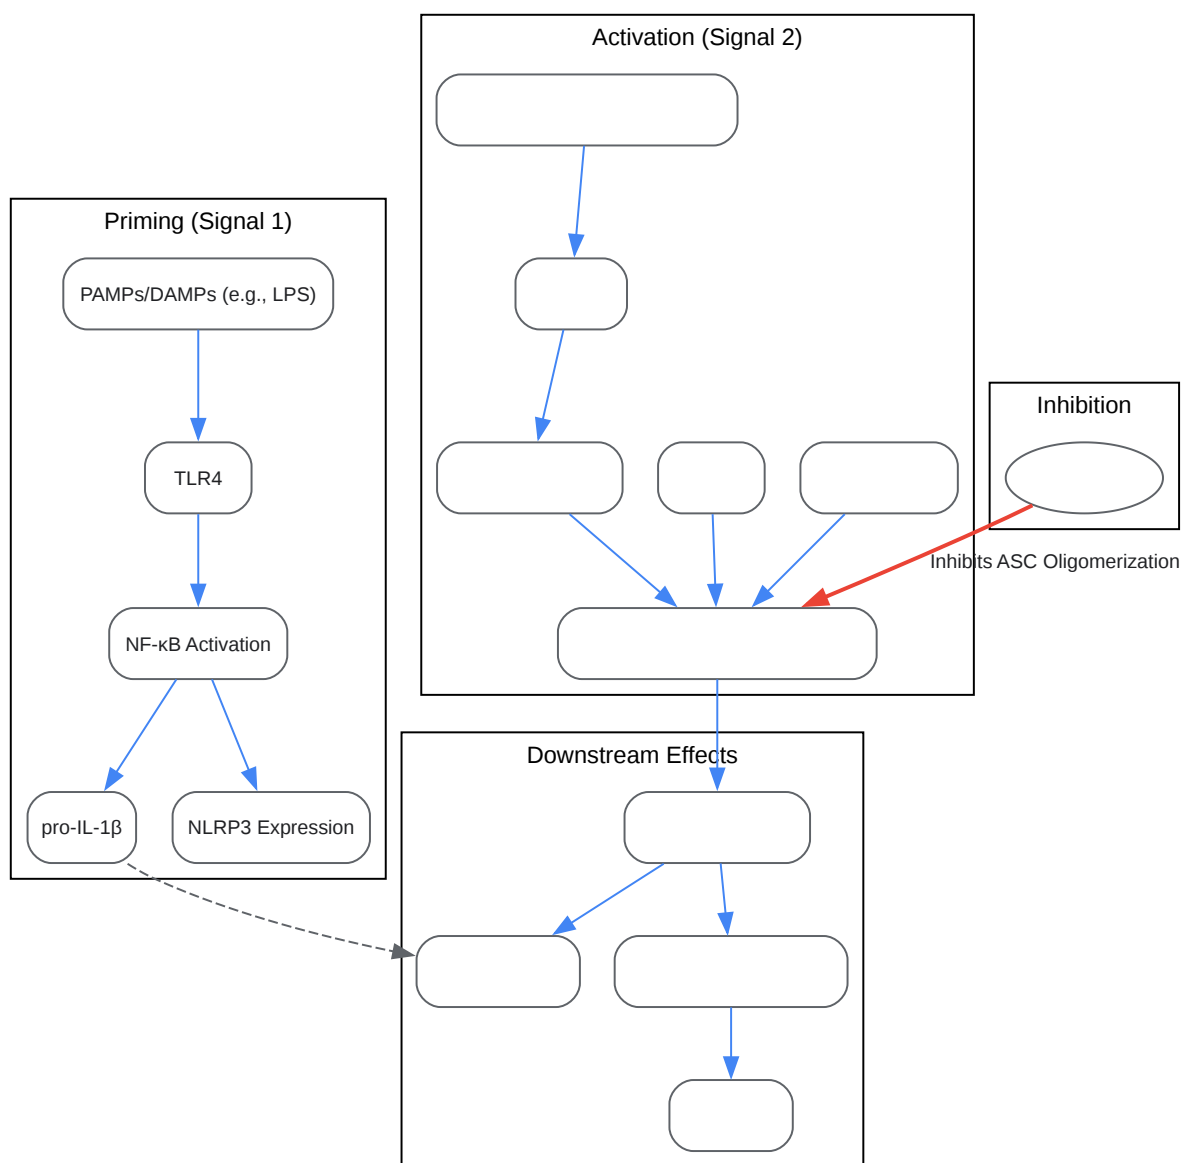 Activation (Signal 2)
Priming (Signal 1)
PAMPs/DAMPs (e.g., LPS)
TLR4
NF-κB Activation
pro-IL-1β
NLRP3 Expression
Inhibition
Inhibits ASC Oligomerization
Downstream Effects